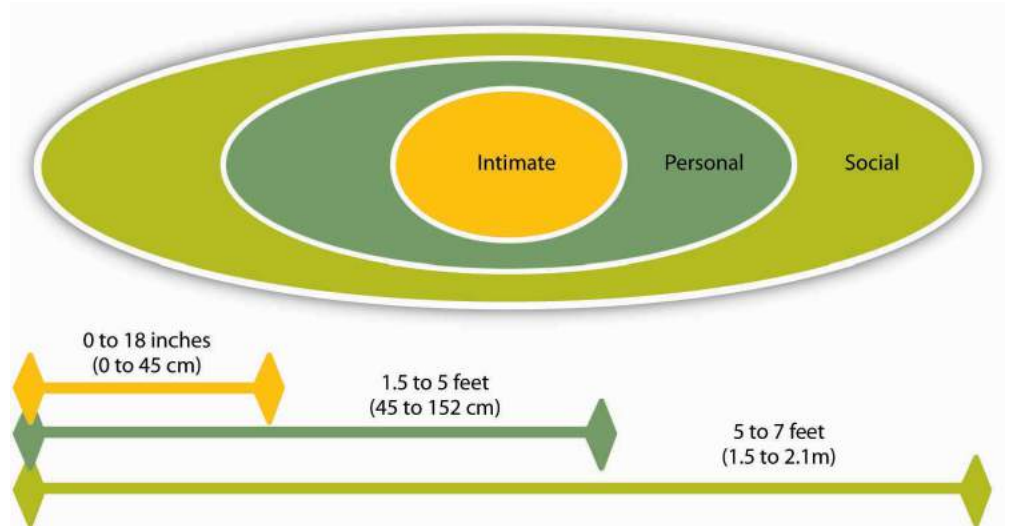 Intimate
Personal
Social
0 to 18 inches
(0 to 45 cm)
1.5 to 5 feet
(45 to 152 cm)
5 to 7 feet
(1.5 to 2.1m)